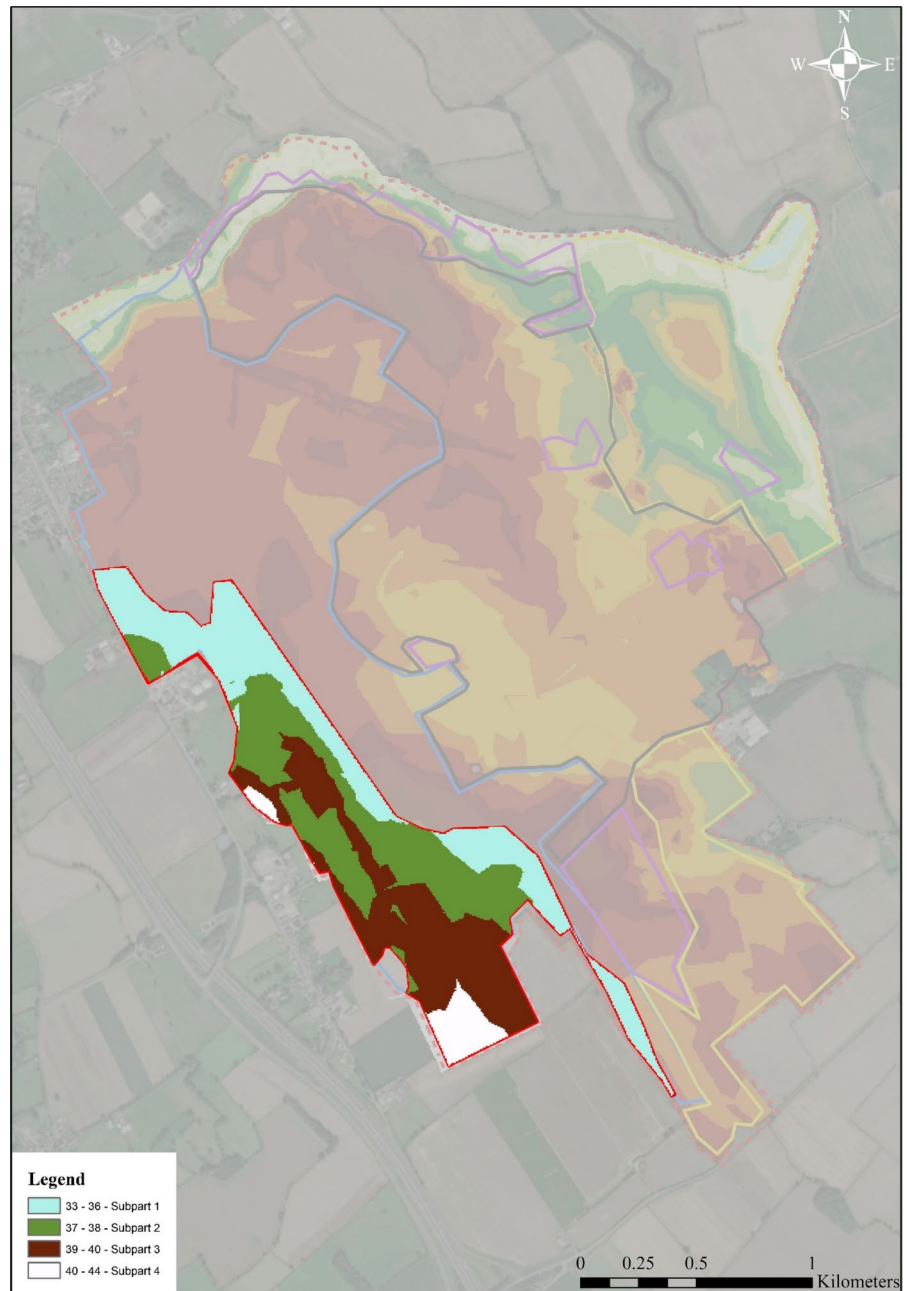 N
W E
S
Legend
33 - 36 - Subpart 1
37 - 38 - Subpart 2
39 - 40 - Subpart 3
40 - 44 - Subpart 4
0 0.25 0.5 1
Kilometers